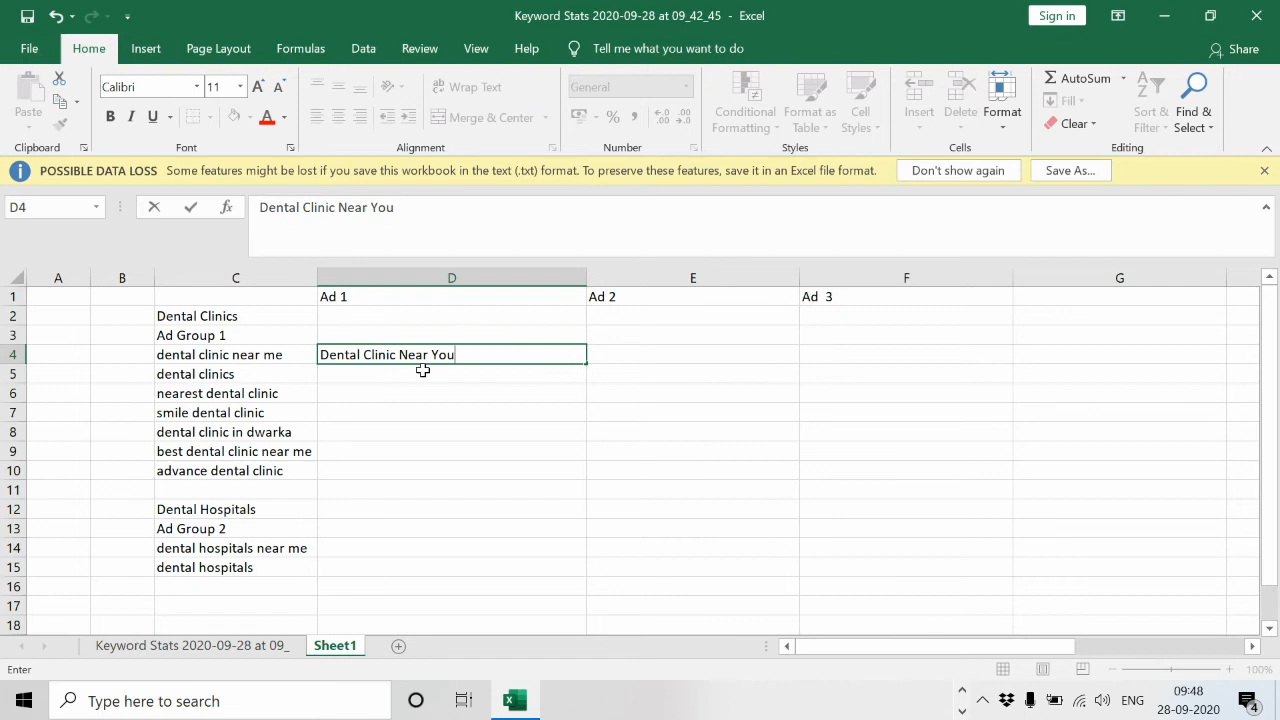 Keyword Stats 2020-09-28 at 09_42_45 - Excel
Sign in
File Home Insert Page Layout Formulas Data Review View Help Tell me what you want to do Share
Calibri 11
Wrap Text
General
AutoSum
Paste
B I U A
Merge & Center
% ,
Conditional Formatting
Format as Table
Cell Styles
Insert
Delete
Format
Fill
Clear
Sort & Filter
Find & Select
Clipboard Font Alignment Number Styles Cells Editing
POSSIBLE DATA LOSS Some features might be lost if you save this workbook in the text (.txt) format. To preserve these features, save it in an Excel file format. Don't show again Save As...
D4 fx Dental Clinic Near You
A B C D E F G
1 Ad 1 Ad 2 Ad  3
2 Dental Clinics
3 Ad Group 1
4 dental clinic near me Dental Clinic Near You
5 dental clinics
6 nearest dental clinic
7 smile dental clinic
8 dental clinic in dwarka
9 best dental clinic near me
10 advance dental clinic
11
12 Dental Hospitals
13 Ad Group 2
14 dental hospitals near me
15 dental hospitals
16
17
18
Keyword Stats 2020-09-28 at 09_ Sheet1
Enter 100%
Type here to search ENG 09:48
28-09-2020 4